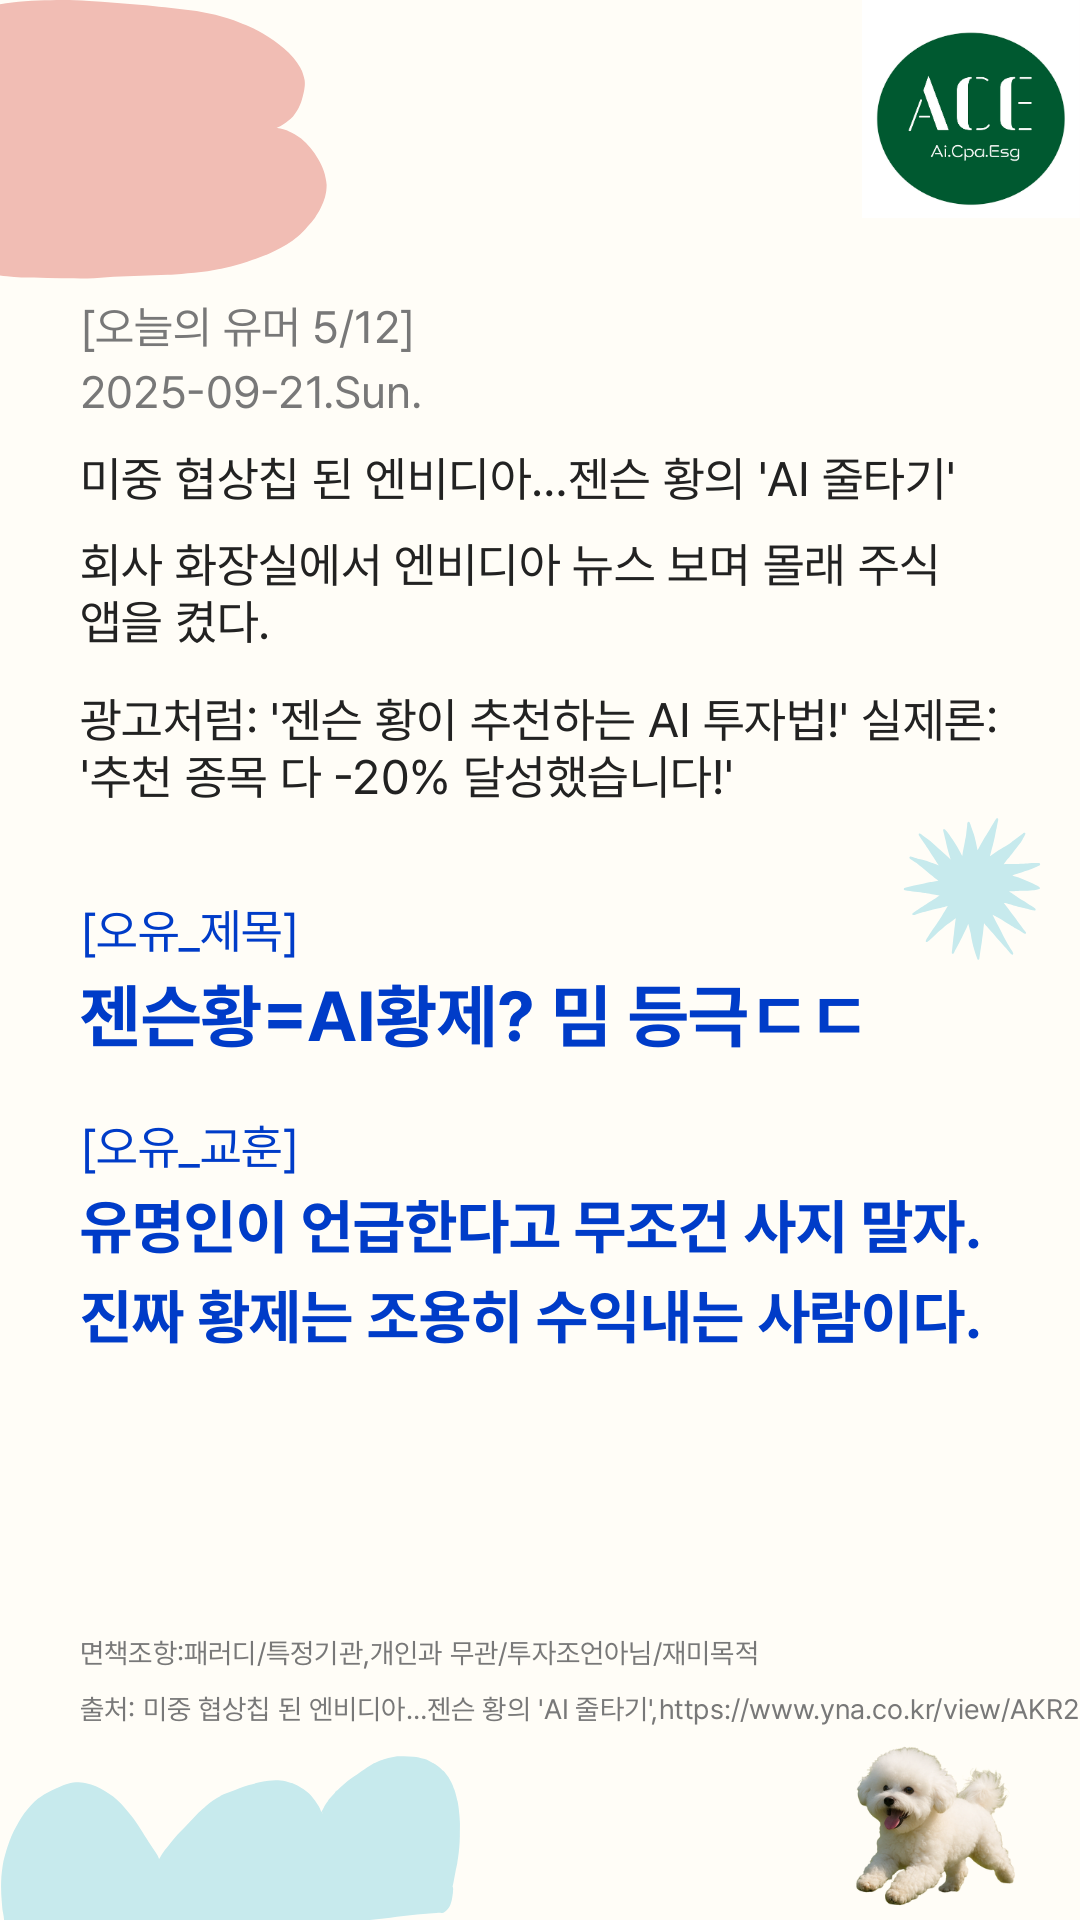 ACE
Ai.Cpa.Esg
[오늘의 유머 5/12]
2025-09-21.Sun.
미중 협상칩 된 엔비디아...젠슨 황의 'AI 줄타기'
회사 화장실에서 엔비디아 뉴스 보며 몰래 주식
앱을 켰다.
광고처럼: '젠슨 황이 추천하는 AI 투자법!' 실제론:
'추천 종목 다 -20% 달성했습니다!'
[오유_제목]
젠슨황=AI황제? 밈 등극ㄷㄷ
[오유_교훈]
유명인이 언급한다고 무조건 사지 말자.
진짜 황제는 조용히 수익내는 사람이다.
면책조항:패러디/특정기관,개인과 무관/투자조언아님/재미목적
출처: 미중 협상칩 된 엔비디아...젠슨 황의 'AI 줄타기',https://www.yna.co.kr/view/AKR2